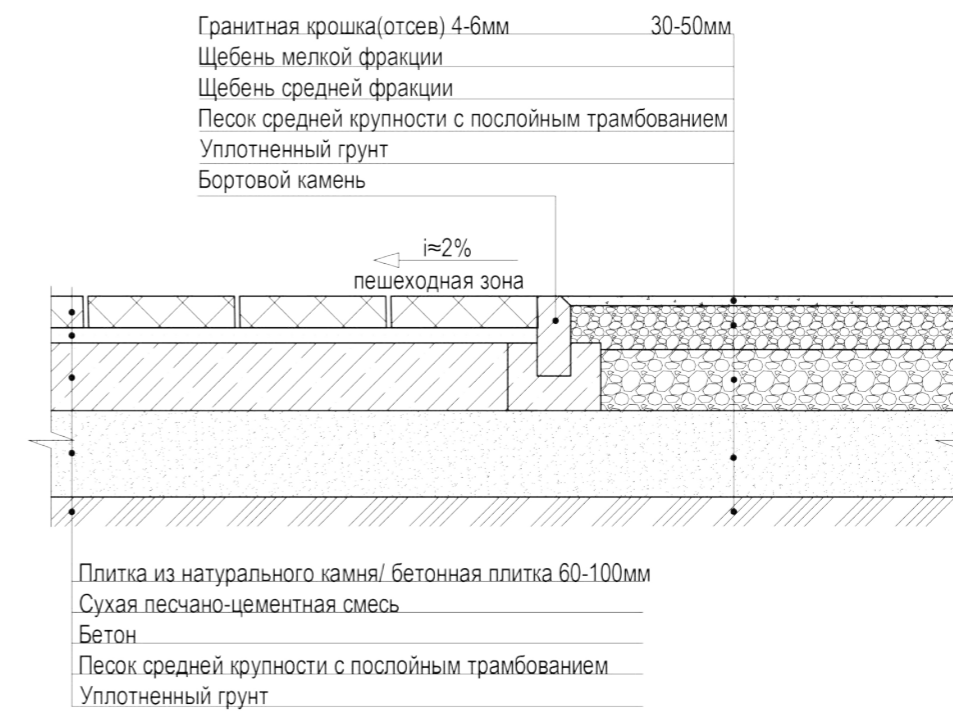 Гранитная крошка(отсев) 4-6мм 30-50мм
Щебень мелкой фракции
Щебень средней фракции
Песок средней крупности с послойным трамбованием
Уплотненный грунт
Бортовой камень
i≈2%
пешеходная зона
Плитка из натурального камня/ бетонная плитка 60-100мм
Сухая песчано-цементная смесь
Бетон
Песок средней крупности с послойным трамбованием
Уплотненный грунт